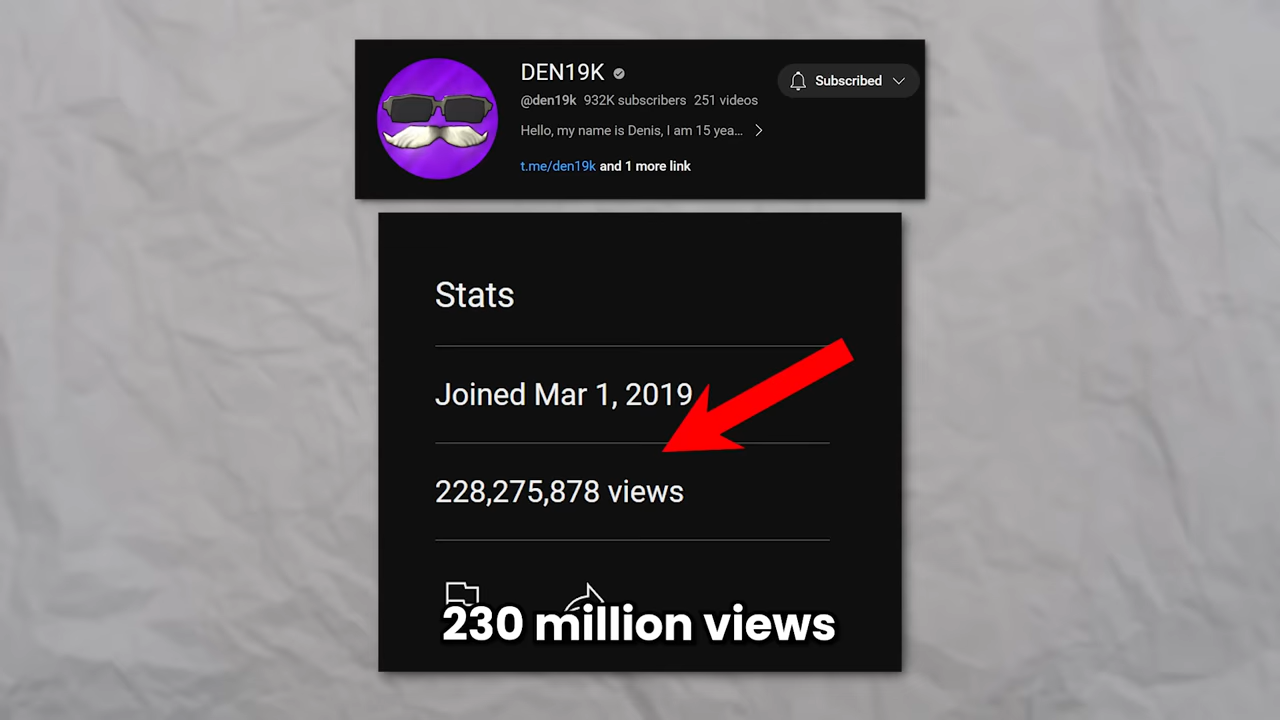 DEN19K
@den19k 932K subscribers 251 videos
Hello, my name is Denis, I am 15 yea...
t.me/den19k and 1 more link
Subscribed
Stats
Joined Mar 1, 2019
228,275,878 views
230 million views